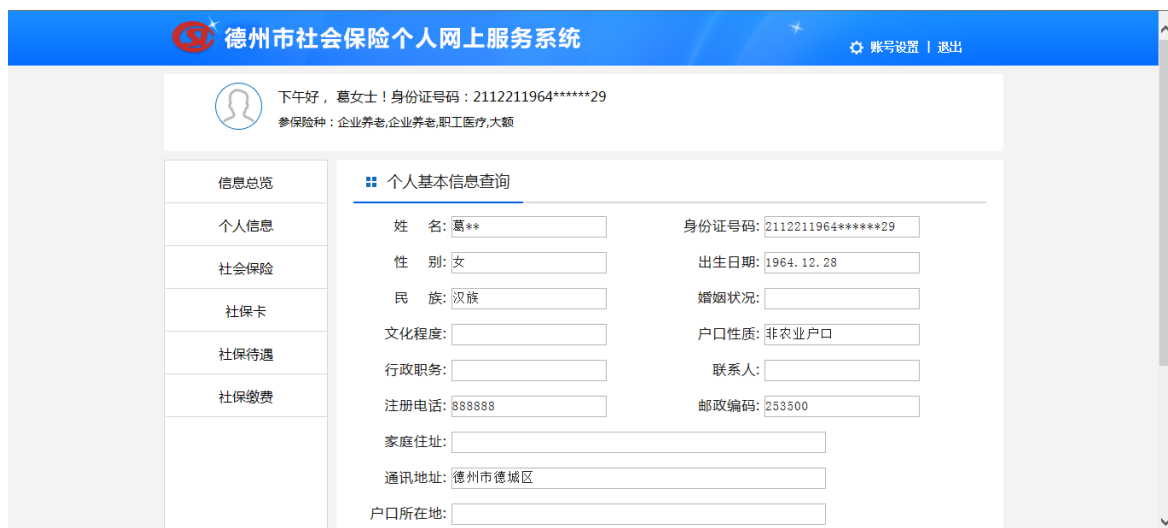 德州市社会保险个人网上服务系统
账号设置 | 退出
下午好，葛女士！身份证号码：2112211964******29
参保险种：企业养老,企业养老,职工医疗,大额
信息总览
个人信息
社会保险
社保卡
社保待遇
社保缴费
个人基本信息查询
姓 名: 葛** 身份证号码: 2112211964******29
性 别: 女 出生日期: 1964.12.28
民 族: 汉族 婚姻状况:
文化程度: 户口性质: 非农业户口
行政职务: 联系人:
注册电话: 888888 邮政编码: 253500
家庭住址:
通讯地址: 德州市德城区
户口所在地: